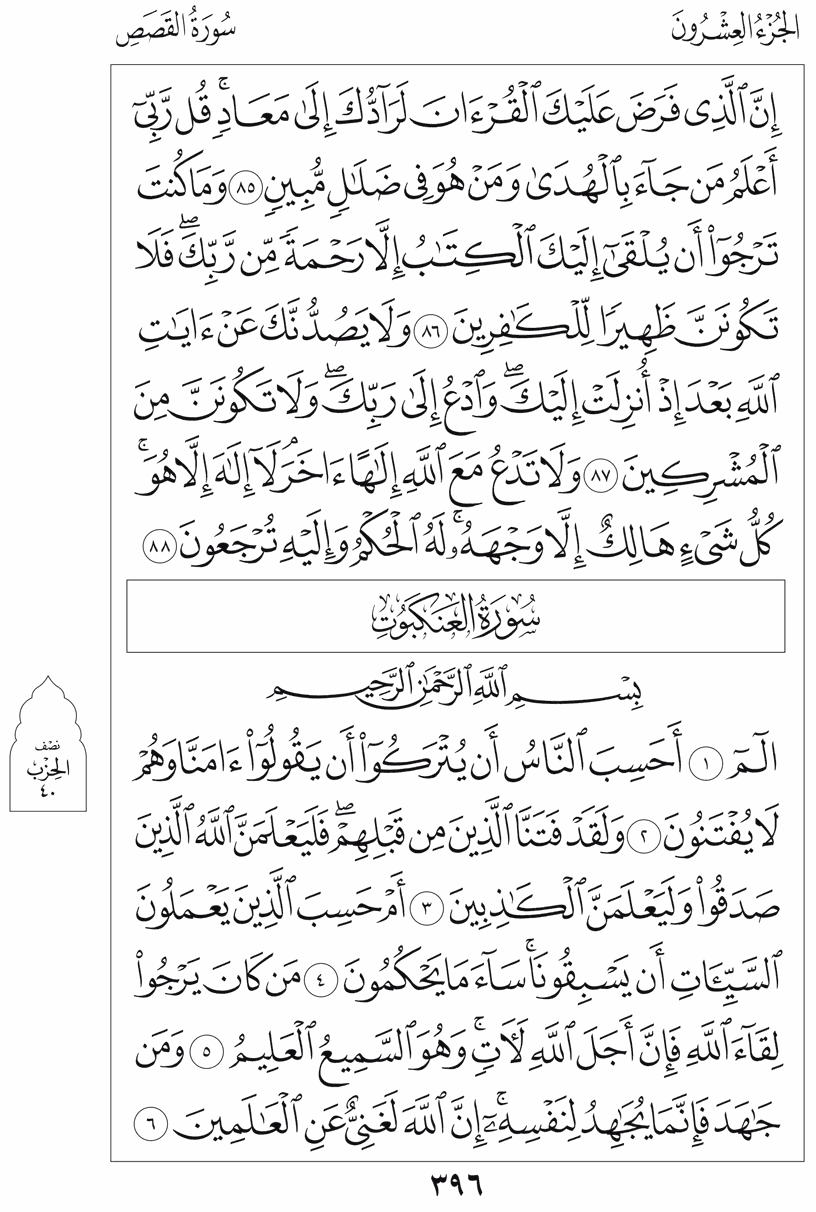 الجُزْءُ العِشْرُونَ
سُورَةُ القَصَصِ
إِنَّ ٱلَّذِى فَرَضَ عَلَيْكَ ٱلْقُرْءَانَ لَرَآدُّكَ إِلَىٰ مَعَادٍۚ قُل رَّبِّىٓ
أَعْلَمُ مَن جَآءَ بِٱلْهُدَىٰ وَمَنْ هُوَ فِى ضَلَـٰلٍ مُّبِينٍ ٨٥ وَمَا كُنتَ
تَرْجُوٓا۟ أَن يُلْقَىٰٓ إِلَيْكَ ٱلْكِتَـٰبُ إِلَّا رَحْمَةً مِّن رَّبِّكَۖ فَلَا
تَكُونَنَّ ظَهِيرًا لِّلْكَـٰفِرِينَ ٨٦ وَلَا يَصُدُّنَّكَ عَنْ ءَايَـٰتِ
ٱللَّهِ بَعْدَ إِذْ أُنزِلَتْ إِلَيْكَۖ وَٱدْعُ إِلَىٰ رَبِّكَۖ وَلَا تَكُونَنَّ مِنَ
ٱلْمُشْرِكِينَ ٨٧ وَلَا تَدْعُ مَعَ ٱللَّهِ إِلَـٰهًا ءَاخَرَۘ لَآ إِلَـٰهَ إِلَّا هُوَۚ
كُلُّ شَىْءٍ هَالِكٌ إِلَّا وَجْهَهُۥۚ لَهُ ٱلْحُكْمُ وَإِلَيْهِ تُرْجَعُونَ ٨٨
سُورَةُ العَنكَبُوتِ
بِسْمِ ٱللَّهِ ٱلرَّحْمَـٰنِ ٱلرَّحِيمِ
الٓمٓ ١ أَحَسِبَ ٱلنَّاسُ أَن يُتْرَكُوٓا۟ أَن يَقُولُوٓا۟ ءَامَنَّا وَهُمْ
لَا يُفْتَنُونَ ٢ وَلَقَدْ فَتَنَّا ٱلَّذِينَ مِن قَبْلِهِمْۖ فَلَيَعْلَمَنَّ ٱللَّهُ ٱلَّذِينَ
صَدَقُوا۟ وَلَيَعْلَمَنَّ ٱلْكَـٰذِبِينَ ٣ أَمْ حَسِبَ ٱلَّذِينَ يَعْمَلُونَ
ٱلسَّيِّـَٔاتِ أَن يَسْبِقُونَاۚ سَآءَ مَا يَحْكُمُونَ ٤ مَن كَانَ يَرْجُوا۟
لِقَآءَ ٱللَّهِ فَإِنَّ أَجَلَ ٱللَّهِ لَـَٔاتٍۚ وَهُوَ ٱلسَّمِيعُ ٱلْعَلِيمُ ٥ وَمَن
جَـٰهَدَ فَإِنَّمَا يُجَـٰهِدُ لِنَفْسِهِۦٓۚ إِنَّ ٱللَّهَ لَغَنِىٌّ عَنِ ٱلْعَـٰلَمِينَ ٦
نصْف
الحِزْبُ
٤٠
٣٩٦